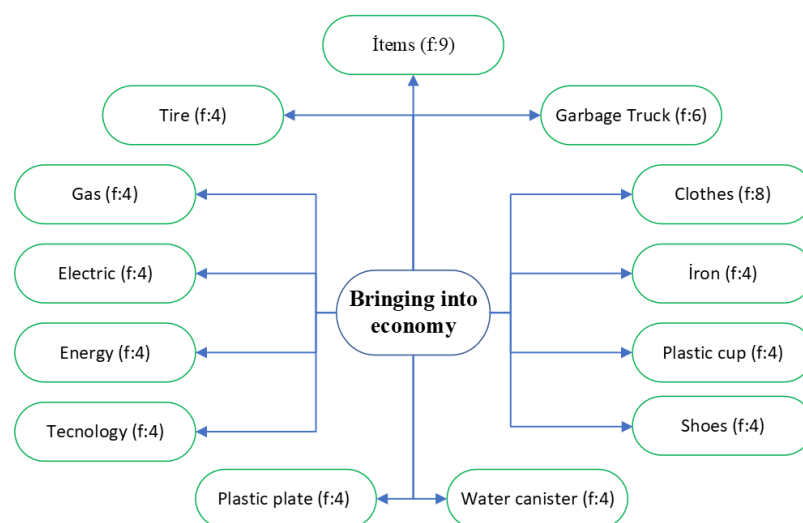 İtems (f:9)
Tire (f:4)
Garbage Truck (f:6)
Gas (f:4)
Clothes (f:8)
Electric (f:4)
İron (f:4)
Bringing into
economy
Energy (f:4)
Plastic cup (f:4)
Tecnology (f:4)
Shoes (f:4)
Plastic plate (f:4)
Water canister (f:4)